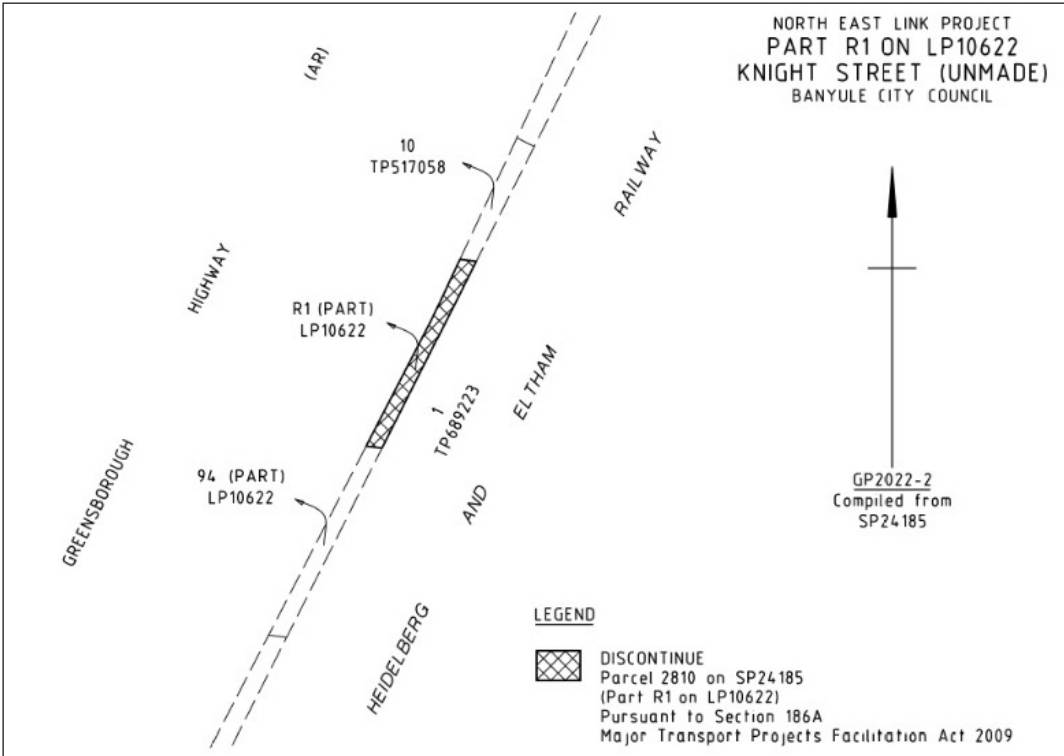 NORTH EAST LINK PROJECT
PART R1 ON LP10622
KNIGHT STREET (UNMADE)
BANYULE CITY COUNCIL
(AR)
10
TP517058
RAILWAY
HIGHWAY
R1 (PART)
LP10622
ELTHAM
1
TP689223
94 (PART)
LP10622
GREENSBOROUGH
AND
HEIDELBERG
GP2022-2
Compiled from
SP24185
LEGEND
DISCONTINUE
Parcel 2810 on SP24185
(Part R1 on LP10622)
Pursuant to Section 186A
Major Transport Projects Facilitation Act 2009